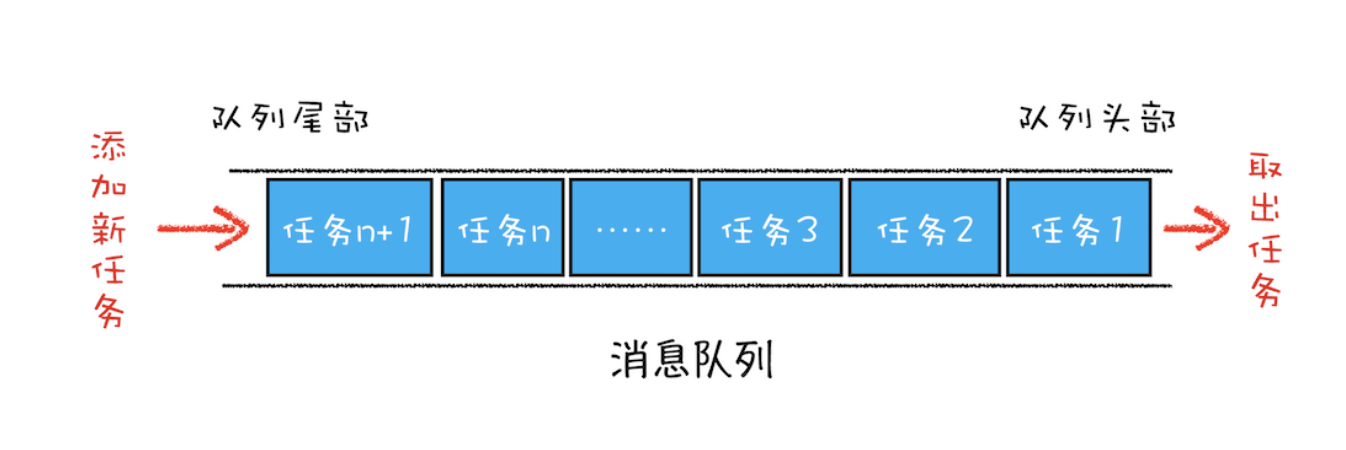 队列尾部
队列头部
添加新任务
任务n+1
任务n
……
任务3
任务2
任务1
取出任务
消息队列